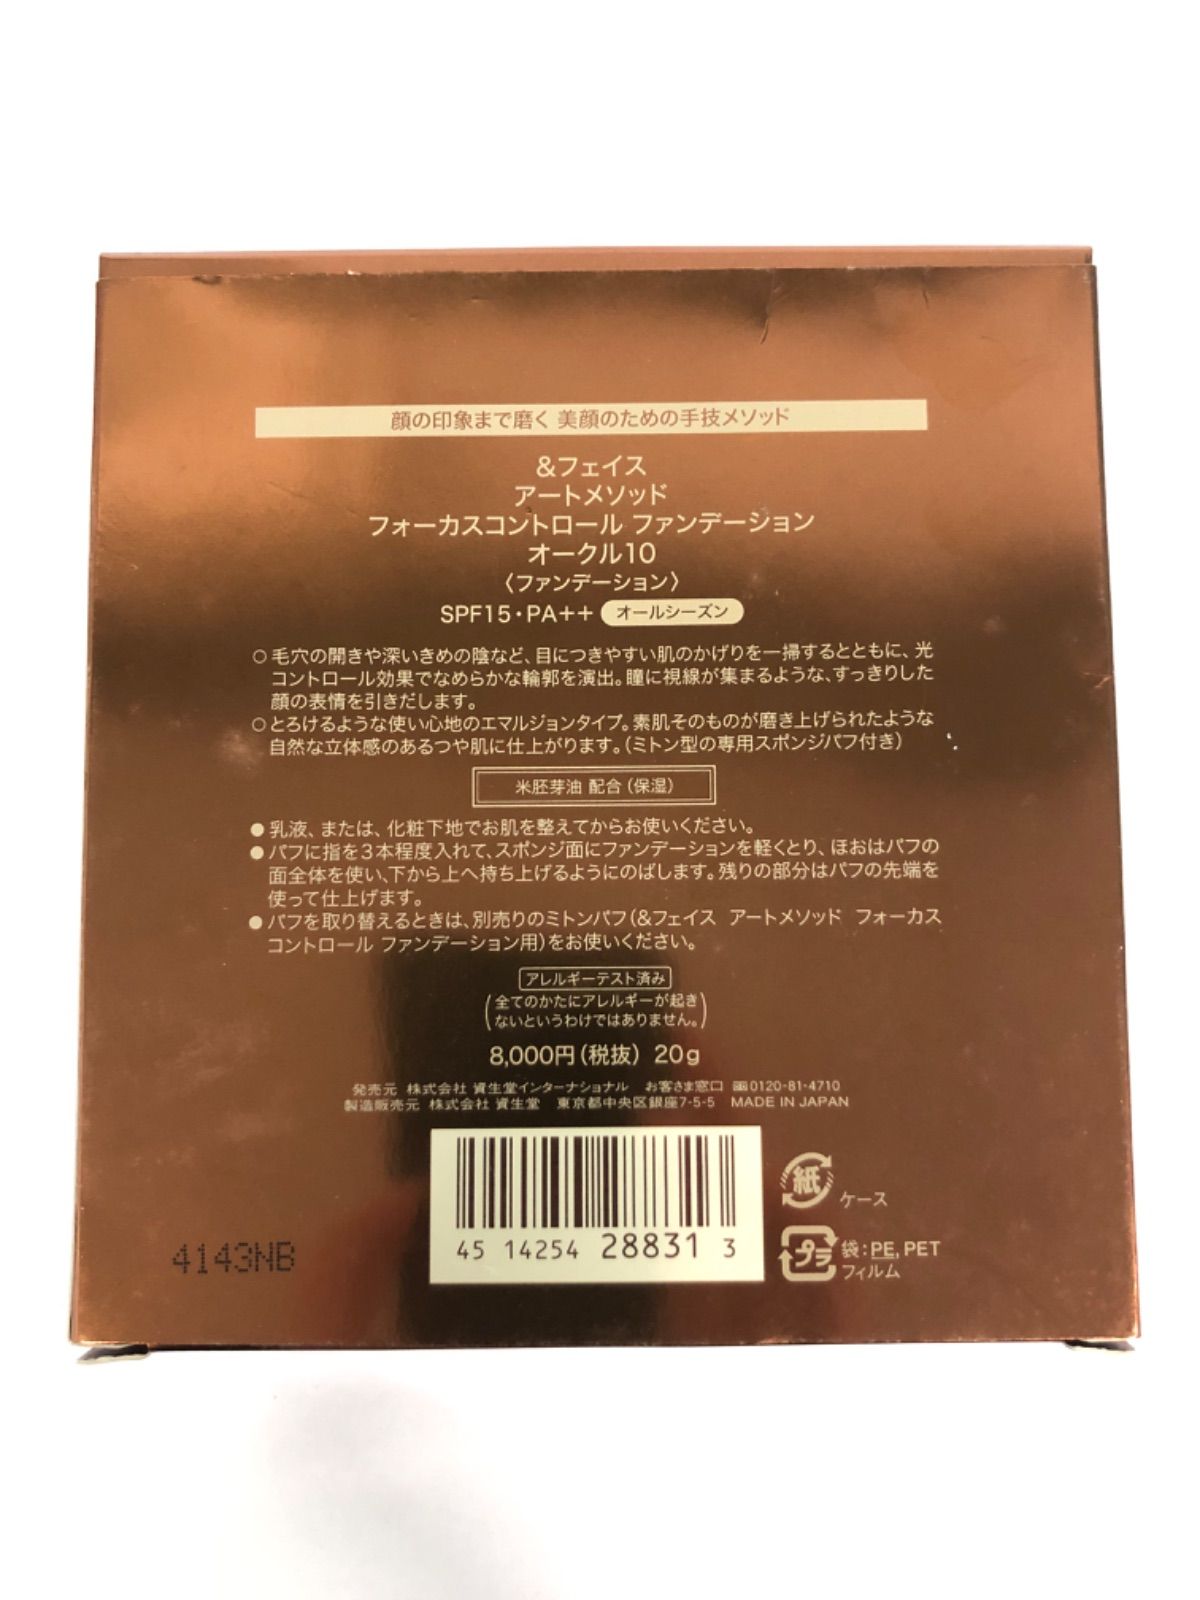 顔の印象まで磨く 美顔のための手技メソッド
&フェイス
アートメソッド
フォーカスコントロール ファンデーション
オークル10
〈ファンデーション〉
SPF15・PA++ オールシーズン
○毛穴の開きや深いきめの陰など、目につきやすい肌のかげりを一掃するとともに、光
コントロール効果でなめらかな輪郭を演出。瞳に視線が集まるような、すっきりした
顔の表情を引きだします。
○とろけるような使い心地のエマルジョンタイプ。素肌そのものが磨き上げられたような
自然な立体感のあるつや肌に仕上がります。(ミトン型の専用スポンジパフ付き)
米胚芽油 配合(保湿)
●乳液、または、化粧下地でお肌を整えてからお使いください。
●パフに指を3本程度入れて、スポンジ面にファンデーションを軽くとり、ほおはパフの
面全体を使い、下から上へ持ち上げるようにのばします。残りの部分はパフの先端を
使って仕上げます。
●パフを取り替えるときは、別売りのミトンパフ(&フェイス アートメソッド フォーカス
コントロール ファンデーション用)をお使いください。
アレルギーテスト済み
(全てのかたにアレルギーが起き
ないというわけではありません。)
8,000円(税抜) 20g
発売元 株式会社 資生堂インターナショナル お客さま窓口 0120-81-4710
製造販売元 株式会社 資生堂 東京都中央区銀座7-5-5 MADE IN JAPAN
45 14254 28831 3
紙 ケース
プラ 袋:PE, PET
フィルム
4143NB